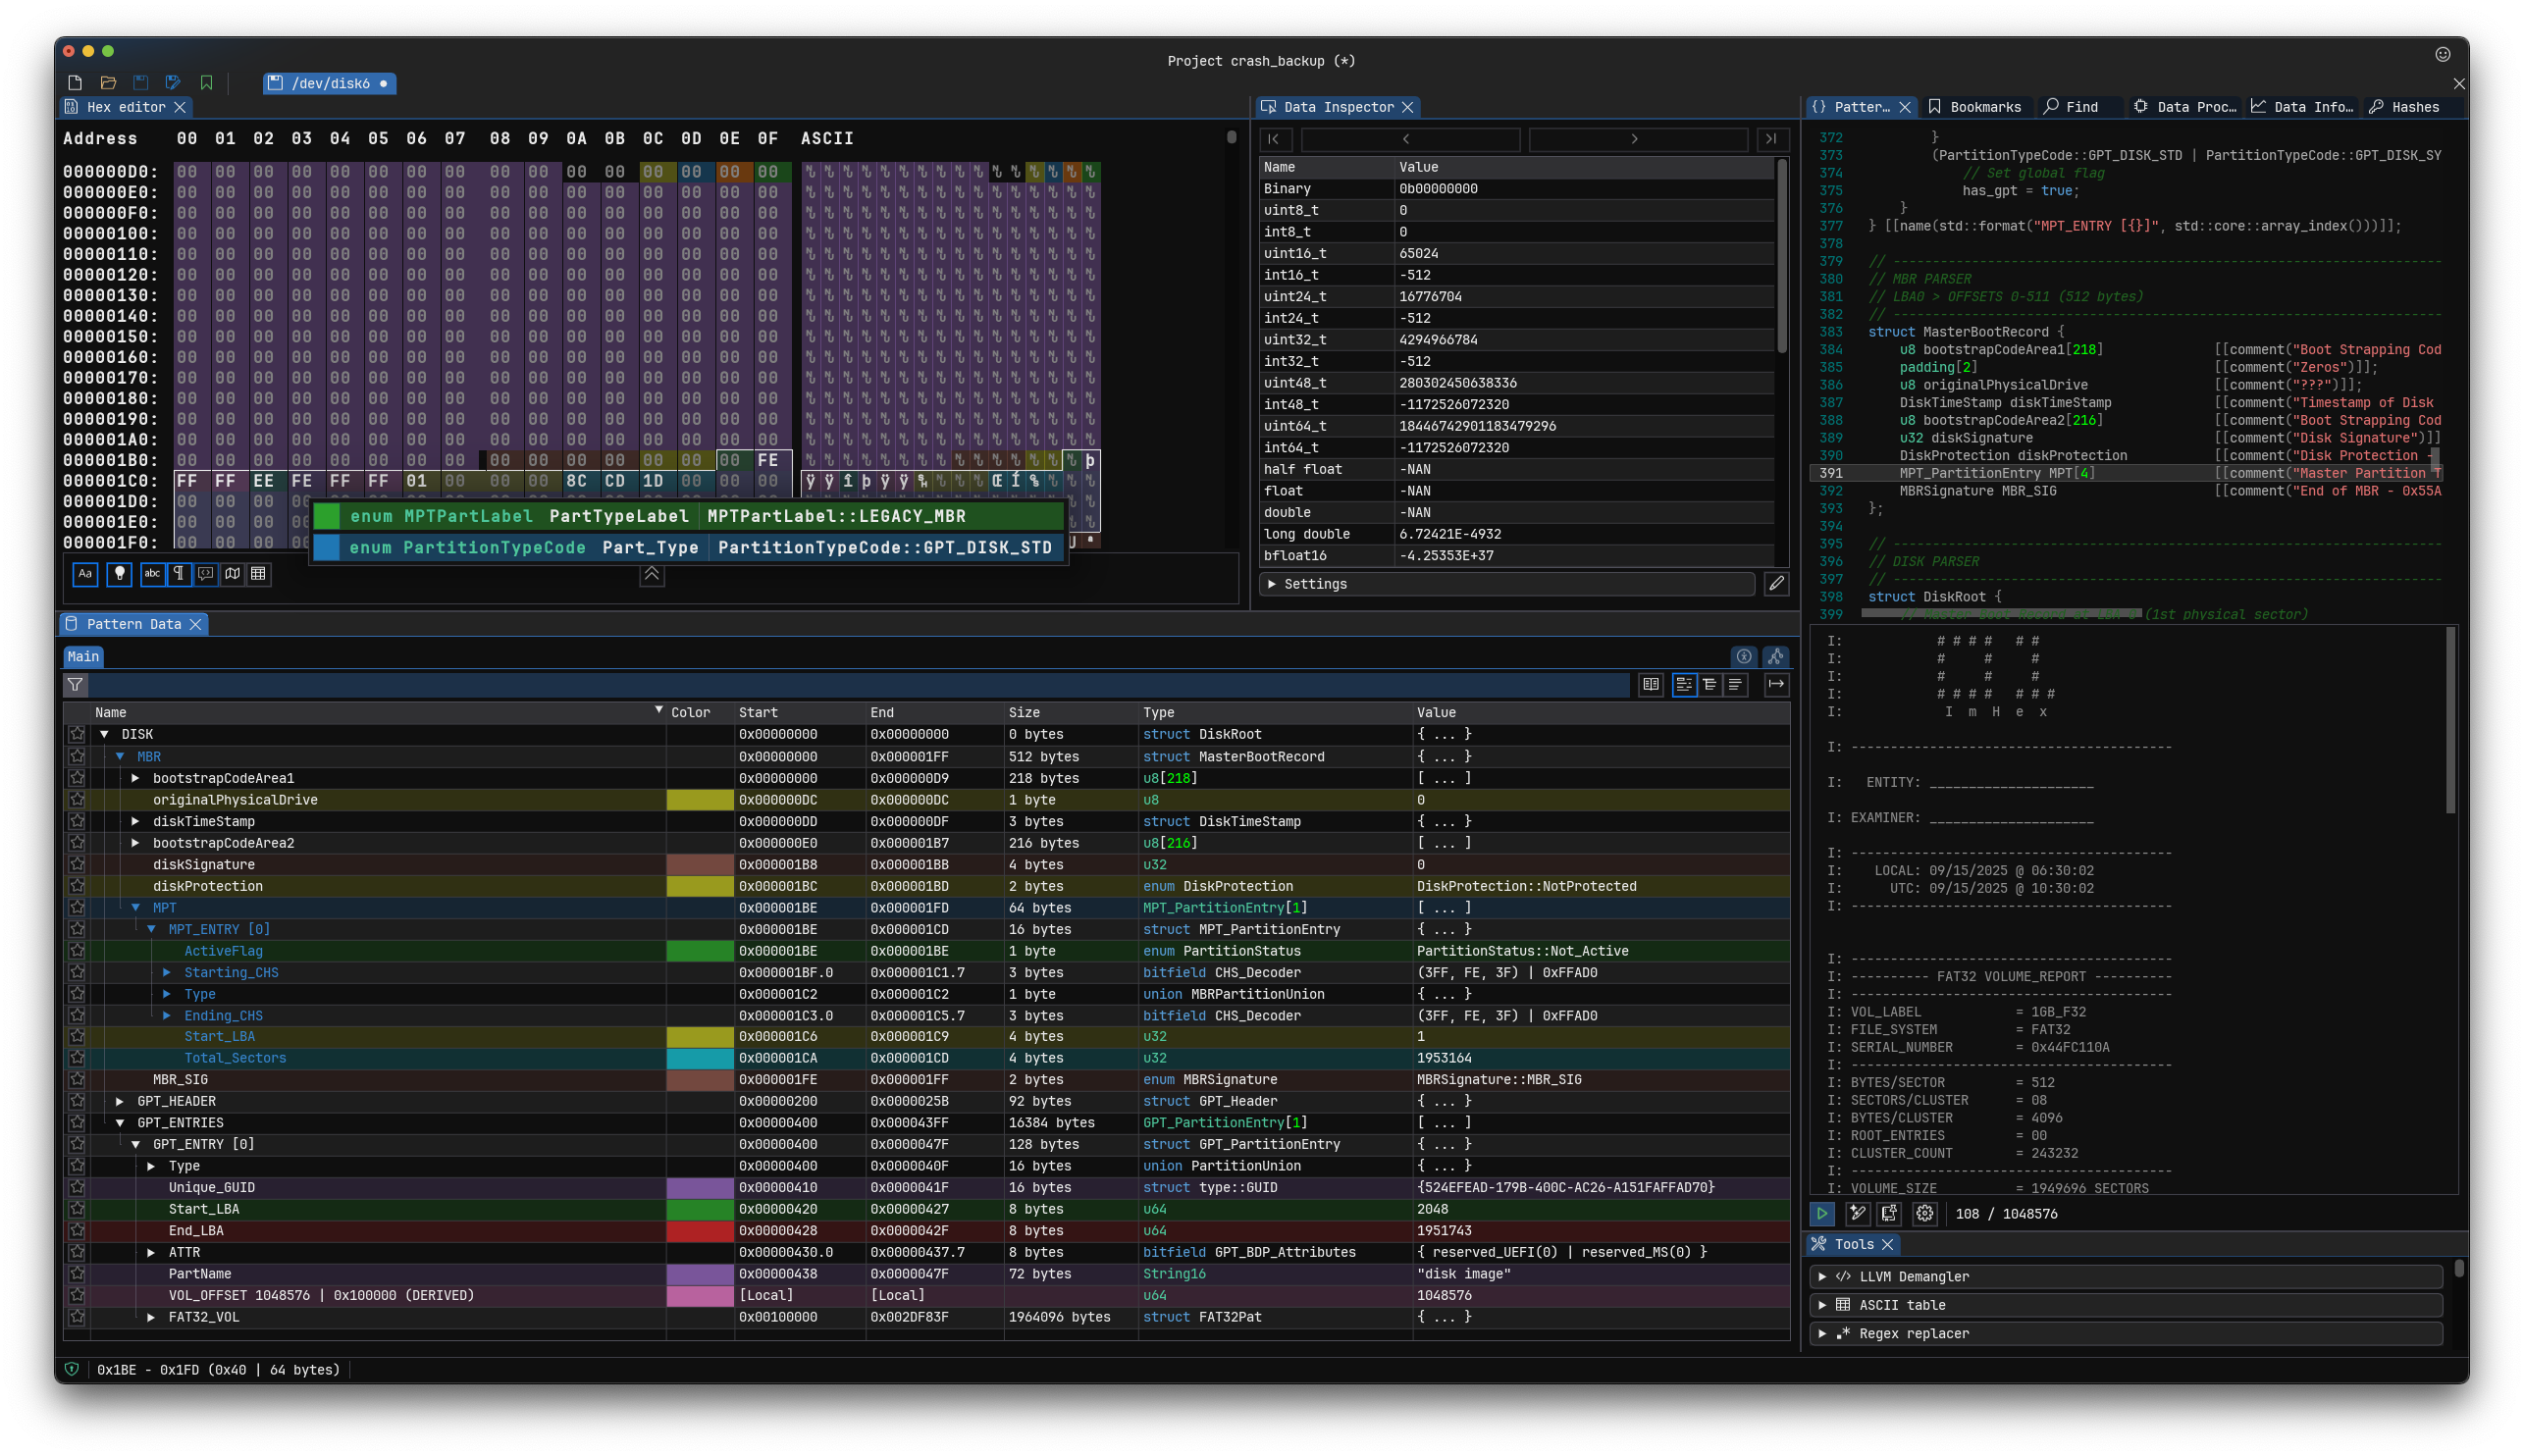 Project crash_backup (*)
/dev/disk6
Hex editor
Address 00 01 02 03 04 05 06 07 08 09 0A 0B 0C 0D 0E 0F ASCII
000000D0: 00 00 00 00 00 00 00 00 00 00 00 00 00 00 00 00
000000E0: 00 00 00 00 00 00 00 00 00 00 00 00 00 00 00 00
000000F0: 00 00 00 00 00 00 00 00 00 00 00 00 00 00 00 00
00000100: 00 00 00 00 00 00 00 00 00 00 00 00 00 00 00 00
00000110: 00 00 00 00 00 00 00 00 00 00 00 00 00 00 00 00
00000120: 00 00 00 00 00 00 00 00 00 00 00 00 00 00 00 00
00000130: 00 00 00 00 00 00 00 00 00 00 00 00 00 00 00 00
00000140: 00 00 00 00 00 00 00 00 00 00 00 00 00 00 00 00
00000150: 00 00 00 00 00 00 00 00 00 00 00 00 00 00 00 00
00000160: 00 00 00 00 00 00 00 00 00 00 00 00 00 00 00 00
00000170: 00 00 00 00 00 00 00 00 00 00 00 00 00 00 00 00
00000180: 00 00 00 00 00 00 00 00 00 00 00 00 00 00 00 00
00000190: 00 00 00 00 00 00 00 00 00 00 00 00 00 00 00 00
000001A0: 00 00 00 00 00 00 00 00 00 00 00 00 00 00 00 00
000001B0: 00 00 00 00 00 00 00 00 00 00 00 00 00 00 00 FE þ
000001C0: FF FF EE FE FF FF 01 00 00 00 8C CD 1D 00 00 00 ÿ ÿ î þ ÿ ÿ Œ Í
000001D0: 00 00 00
000001E0: 00 00 00
000001F0: 00 00 00 U ª
enum MPTPartLabel PartTypeLabel MPTPartLabel::LEGACY_MBR
enum PartitionTypeCode Part_Type PartitionTypeCode::GPT_DISK_STD
Aa abc
Data Inspector
Name Value
Binary 0b00000000
uint8_t 0
int8_t 0
uint16_t 65024
int16_t -512
uint24_t 16776704
int24_t -512
uint32_t 4294966784
int32_t -512
uint48_t 280302450638336
int48_t -1172526072320
uint64_t 18446742901183479296
int64_t -1172526072320
half float -NAN
float -NAN
double -NAN
long double 6.72421E-4932
bfloat16 -4.25353E+37
Settings
Patter… Bookmarks Find Data Proc… Data Info… Hashes
372 }
373 (PartitionTypeCode::GPT_DISK_STD | PartitionTypeCode::GPT_DISK_SY
374 // Set global flag
375 has_gpt = true;
376 }
377 } [[name(std::format("MPT_ENTRY [{}]", std::core::array_index()))]];
378
379 // ----------------------------------------------------------------------
380 // MBR PARSER
381 // LBA0 > OFFSETS 0-511 (512 bytes)
382 // ----------------------------------------------------------------------
383 struct MasterBootRecord {
384 u8 bootstrapCodeArea1[218] [[comment("Boot Strapping Cod
385 padding[2] [[comment("Zeros")]];
386 u8 originalPhysicalDrive [[comment("???")]];
387 DiskTimeStamp diskTimeStamp [[comment("Timestamp of Disk
388 u8 bootstrapCodeArea2[216] [[comment("Boot Strapping Cod
389 u32 diskSignature [[comment("Disk Signature")]]
390 DiskProtection diskProtection [[comment("Disk Protection -
391 MPT_PartitionEntry MPT[4] [[comment("Master Partition T
392 MBRSignature MBR_SIG [[comment("End of MBR - 0x55A
393 };
394
395 // ----------------------------------------------------------------------
396 // DISK PARSER
397 // ----------------------------------------------------------------------
398 struct DiskRoot {
399 // Master Boot Record at LBA 0 (1st physical sector)
I: # # # # # #
I: # # #
I: # # #
I: # # # # # # #
I: I m H e x
I: -----------------------------------------
I: ENTITY: _____________________
I: EXAMINER: _____________________
I: -----------------------------------------
I: LOCAL: 09/15/2025 @ 06:30:02
I: UTC: 09/15/2025 @ 10:30:02
I: -----------------------------------------
I: -----------------------------------------
I: ---------- FAT32 VOLUME_REPORT ----------
I: -----------------------------------------
I: VOL_LABEL = 1GB_F32
I: FILE_SYSTEM = FAT32
I: SERIAL_NUMBER = 0x44FC110A
I: -----------------------------------------
I: BYTES/SECTOR = 512
I: SECTORS/CLUSTER = 08
I: BYTES/CLUSTER = 4096
I: ROOT_ENTRIES = 00
I: CLUSTER_COUNT = 243232
I: -----------------------------------------
I: VOLUME_SIZE = 1949696 SECTORS
108 / 1048576
Tools
LLVM Demangler
ASCII table
Regex replacer
Pattern Data
Main
Name Color Start End Size Type Value
DISK 0x00000000 0x00000000 0 bytes struct DiskRoot { ... }
MBR 0x00000000 0x000001FF 512 bytes struct MasterBootRecord { ... }
bootstrapCodeArea1 0x00000000 0x000000D9 218 bytes u8[218] [ ... ]
originalPhysicalDrive 0x000000DC 0x000000DC 1 byte u8 0
diskTimeStamp 0x000000DD 0x000000DF 3 bytes struct DiskTimeStamp { ... }
bootstrapCodeArea2 0x000000E0 0x000001B7 216 bytes u8[216] [ ... ]
diskSignature 0x000001B8 0x000001BB 4 bytes u32 0
diskProtection 0x000001BC 0x000001BD 2 bytes enum DiskProtection DiskProtection::NotProtected
MPT 0x000001BE 0x000001FD 64 bytes MPT_PartitionEntry[1] [ ... ]
MPT_ENTRY [0] 0x000001BE 0x000001CD 16 bytes struct MPT_PartitionEntry { ... }
ActiveFlag 0x000001BE 0x000001BE 1 byte enum PartitionStatus PartitionStatus::Not_Active
Starting_CHS 0x000001BF.0 0x000001C1.7 3 bytes bitfield CHS_Decoder (3FF, FE, 3F) | 0xFFAD0
Type 0x000001C2 0x000001C2 1 byte union MBRPartitionUnion { ... }
Ending_CHS 0x000001C3.0 0x000001C5.7 3 bytes bitfield CHS_Decoder (3FF, FE, 3F) | 0xFFAD0
Start_LBA 0x000001C6 0x000001C9 4 bytes u32 1
Total_Sectors 0x000001CA 0x000001CD 4 bytes u32 1953164
MBR_SIG 0x000001FE 0x000001FF 2 bytes enum MBRSignature MBRSignature::MBR_SIG
GPT_HEADER 0x00000200 0x0000025B 92 bytes struct GPT_Header { ... }
GPT_ENTRIES 0x00000400 0x000043FF 16384 bytes GPT_PartitionEntry[1] [ ... ]
GPT_ENTRY [0] 0x00000400 0x0000047F 128 bytes struct GPT_PartitionEntry { ... }
Type 0x00000400 0x0000040F 16 bytes union PartitionUnion { ... }
Unique_GUID 0x00000410 0x0000041F 16 bytes struct type::GUID {524EFEAD-179B-400C-AC26-A151FAFFAD70}
Start_LBA 0x00000420 0x00000427 8 bytes u64 2048
End_LBA 0x00000428 0x0000042F 8 bytes u64 1951743
ATTR 0x00000430.0 0x00000437.7 8 bytes bitfield GPT_BDP_Attributes { reserved_UEFI(0) | reserved_MS(0) }
PartName 0x00000438 0x0000047F 72 bytes String16 "disk image"
VOL_OFFSET 1048576 | 0x100000 (DERIVED) [Local] [Local] u64 1048576
FAT32_VOL 0x00100000 0x002DF83F 1964096 bytes struct FAT32Pat { ... }
0x1BE - 0x1FD (0x40 | 64 bytes)